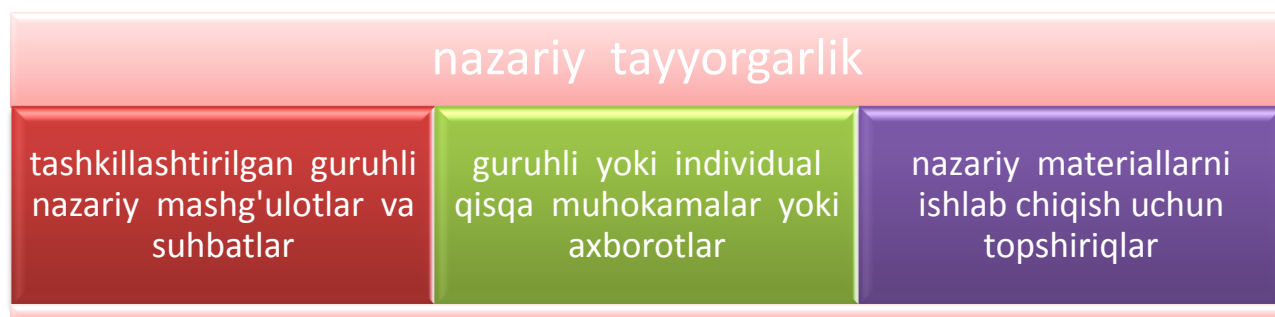 nazariy tayyorgarlik
tashkillashtirilgan guruhli
nazariy mashg'ulotlar va
suhbatlar
guruhli yoki individual
qisqa muhokamalar yoki
axborotlar
nazariy materiallarni
ishlab chiqish uchun
topshiriqlar